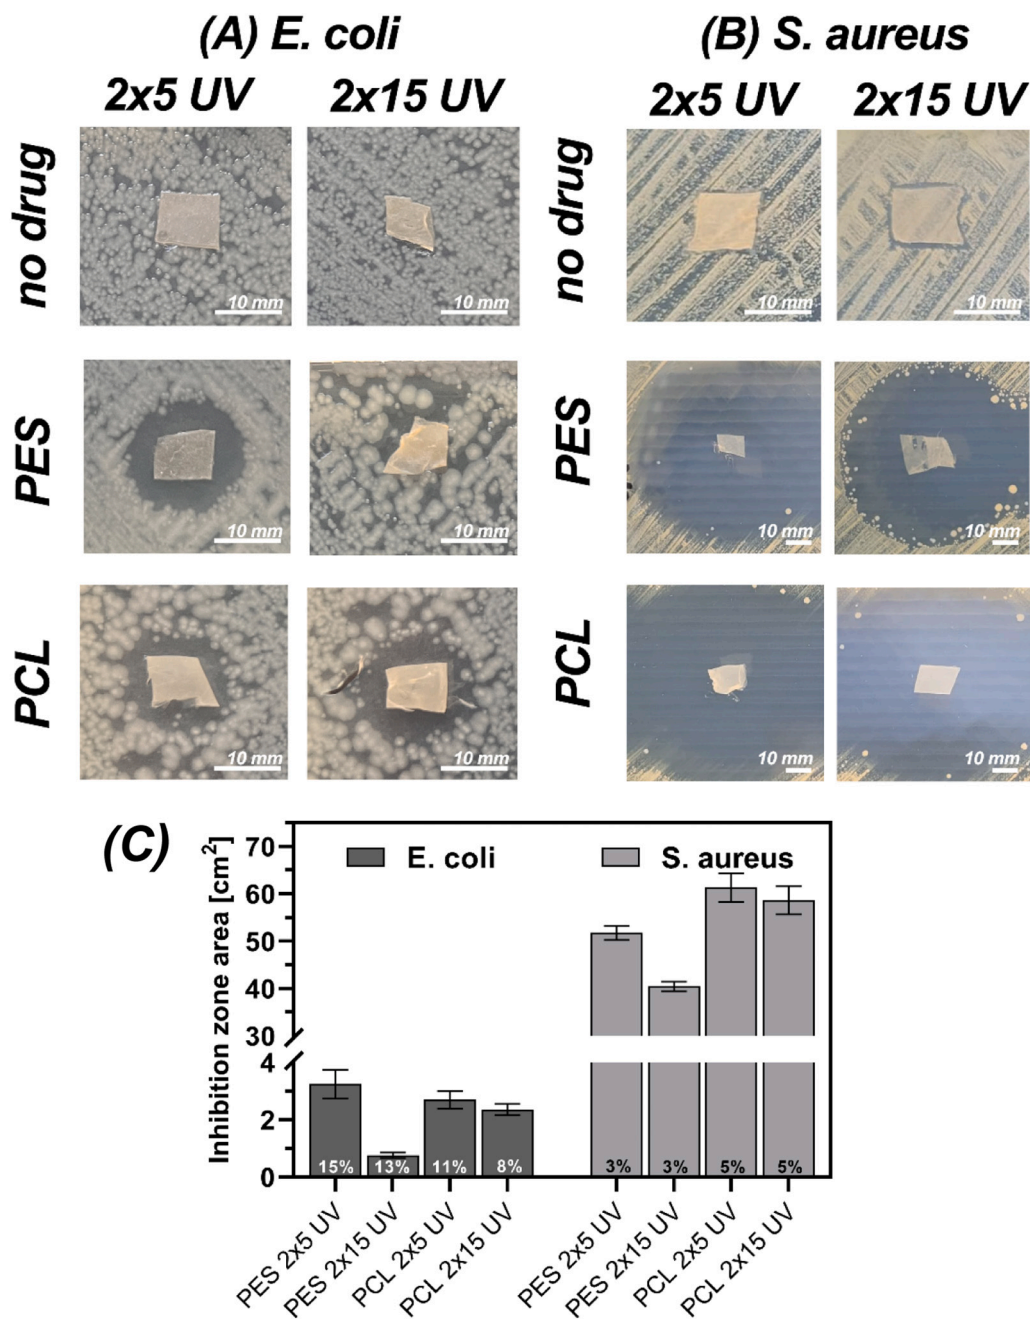 (A) E. coli
(B) S. aureus
2x5 UV
2x15 UV
2x5 UV
2x15 UV
no drug
10 mm
10 mm
no drug
10 mm
10 mm
PES
10 mm
10 mm
PES
10 mm
10 mm
PCL
10 mm
10 mm
PCL
10 mm
10 mm
(C)
Inhibition zone area [cm²]
70
60
50
40
30
4
2
0
E. coli
S. aureus
15%
13%
11%
8%
3%
3%
5%
5%
PES 2x5 UV
PES 2x15 UV
PCL 2x5 UV
PCL 2x15 UV
PES 2x5 UV
PES 2x15 UV
PCL 2x5 UV
PCL 2x15 UV